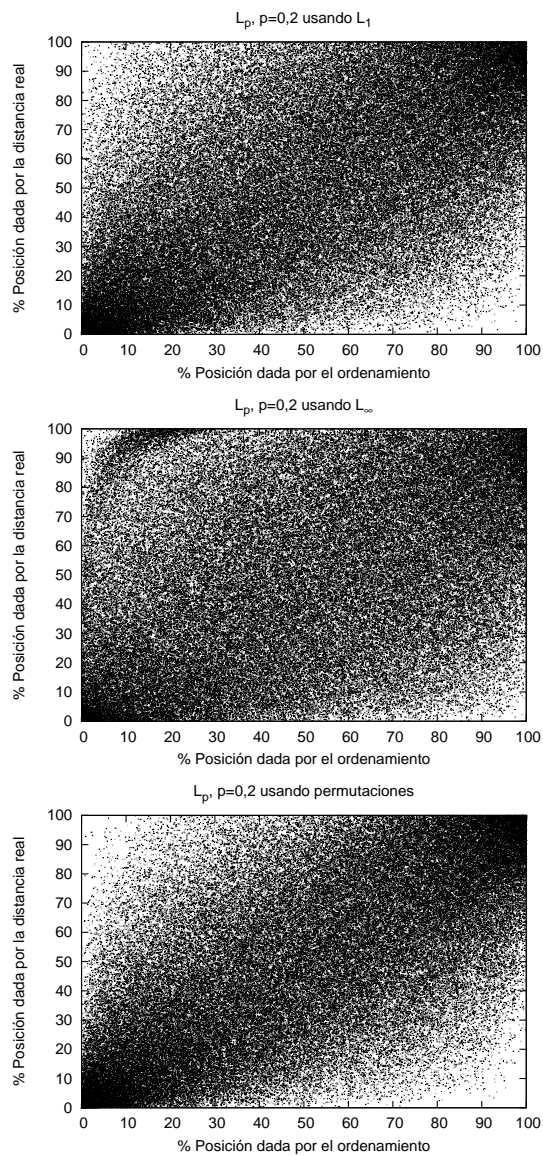 Lp, p=0,2 usando L1
100
90
80
70
60
50
40
30
20
10
0
% Posición dada por la distancia real
0 10 20 30 40 50 60 70 80 90 100
% Posición dada por el ordenamiento
Lp, p=0,2 usando L∞
100
90
80
70
60
50
40
30
20
10
0
% Posición dada por la distancia real
0 10 20 30 40 50 60 70 80 90 100
% Posición dada por el ordenamiento
Lp, p=0,2 usando permutaciones
100
90
80
70
60
50
40
30
20
10
0
% Posición dada por la distancia real
0 10 20 30 40 50 60 70 80 90 100
% Posición dada por el ordenamiento